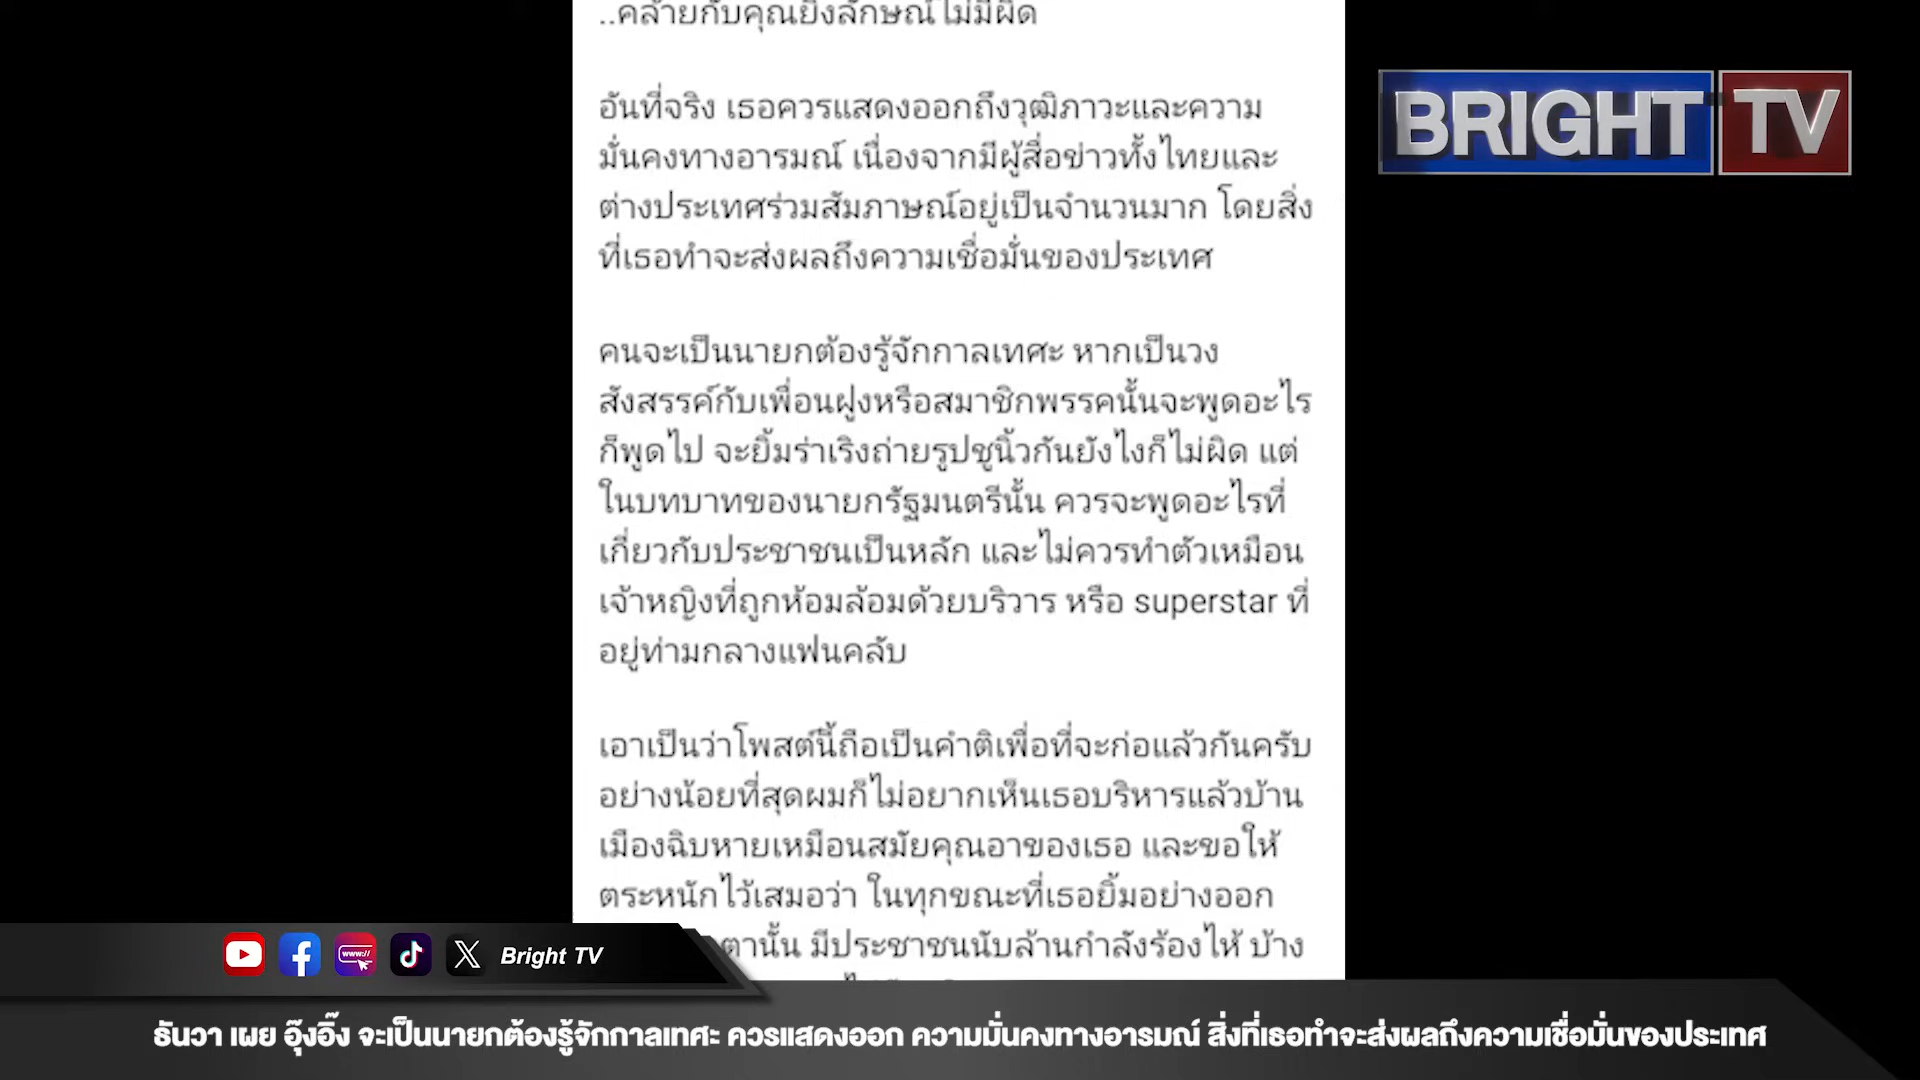 ..คล้ายกับคุณยิ่งลักษณ์ไม่มีผิด
อันที่จริง เธอควรแสดงออกถึงวุฒิภาวะและความ
มั่นคงทางอารมณ์ เนื่องจากมีผู้สื่อข่าวทั้งไทยและ
ต่างประเทศร่วมสัมภาษณ์อยู่เป็นจำนวนมาก โดยสิ่ง
ที่เธอทำจะส่งผลถึงความเชื่อมั่นของประเทศ
คนจะเป็นนายกต้องรู้จักกาลเทศะ หากเป็นวง
สังสรรค์กับเพื่อนฝูงหรือสมาชิกพรรคนั้นจะพูดอะไร
ก็พูดไป จะยิ้มร่าเริงถ่ายรูปชูนิ้วกันยังไงก็ไม่ผิด แต่
ในบทบาทของนายกรัฐมนตรีนั้น ควรจะพูดอะไรที่
เกี่ยวกับประชาชนเป็นหลัก และไม่ควรทำตัวเหมือน
เจ้าหญิงที่ถูกห้อมล้อมด้วยบริวาร หรือ superstar ที่
อยู่ท่ามกลางแฟนคลับ
เอาเป็นว่าโพสต์นี้ถือเป็นคำติเพื่อที่จะก่อแล้วกันครับ
อย่างน้อยที่สุดผมก็ไม่อยากเห็นเธอบริหารแล้วบ้าน
เมืองฉิบหายเหมือนสมัยคุณอาของเธอ และขอให้
ตระหนักไว้เสมอว่า ในทุกขณะที่เธอยิ้มอย่างออก
ตานั้น มีประชาชนนับล้านกำลังร้องไห้ บ้าง
BRIGHT TV
www://
Bright TV
ธันวา เผย อุ๊งอิ๊ง จะเป็นนายกต้องรู้จักกาลเทศะ ควรแสดงออก ความมั่นคงทางอารมณ์ สิ่งที่เธอทำจะส่งผลถึงความเชื่อมั่นของประเทศ